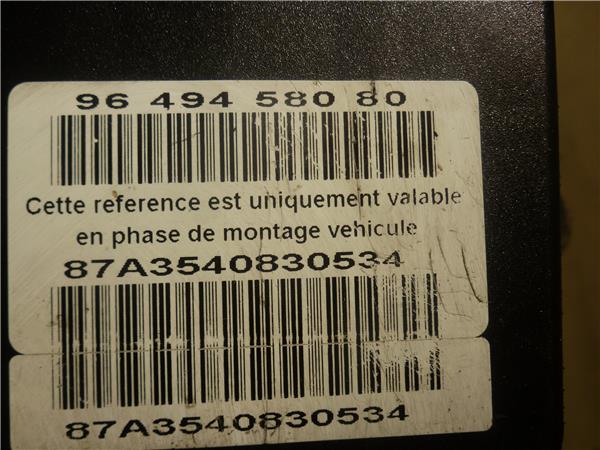 96 494 580 80
Cette reference est uniquement valable
en phase de montage vehicule
87A3540830534
87A3540830534